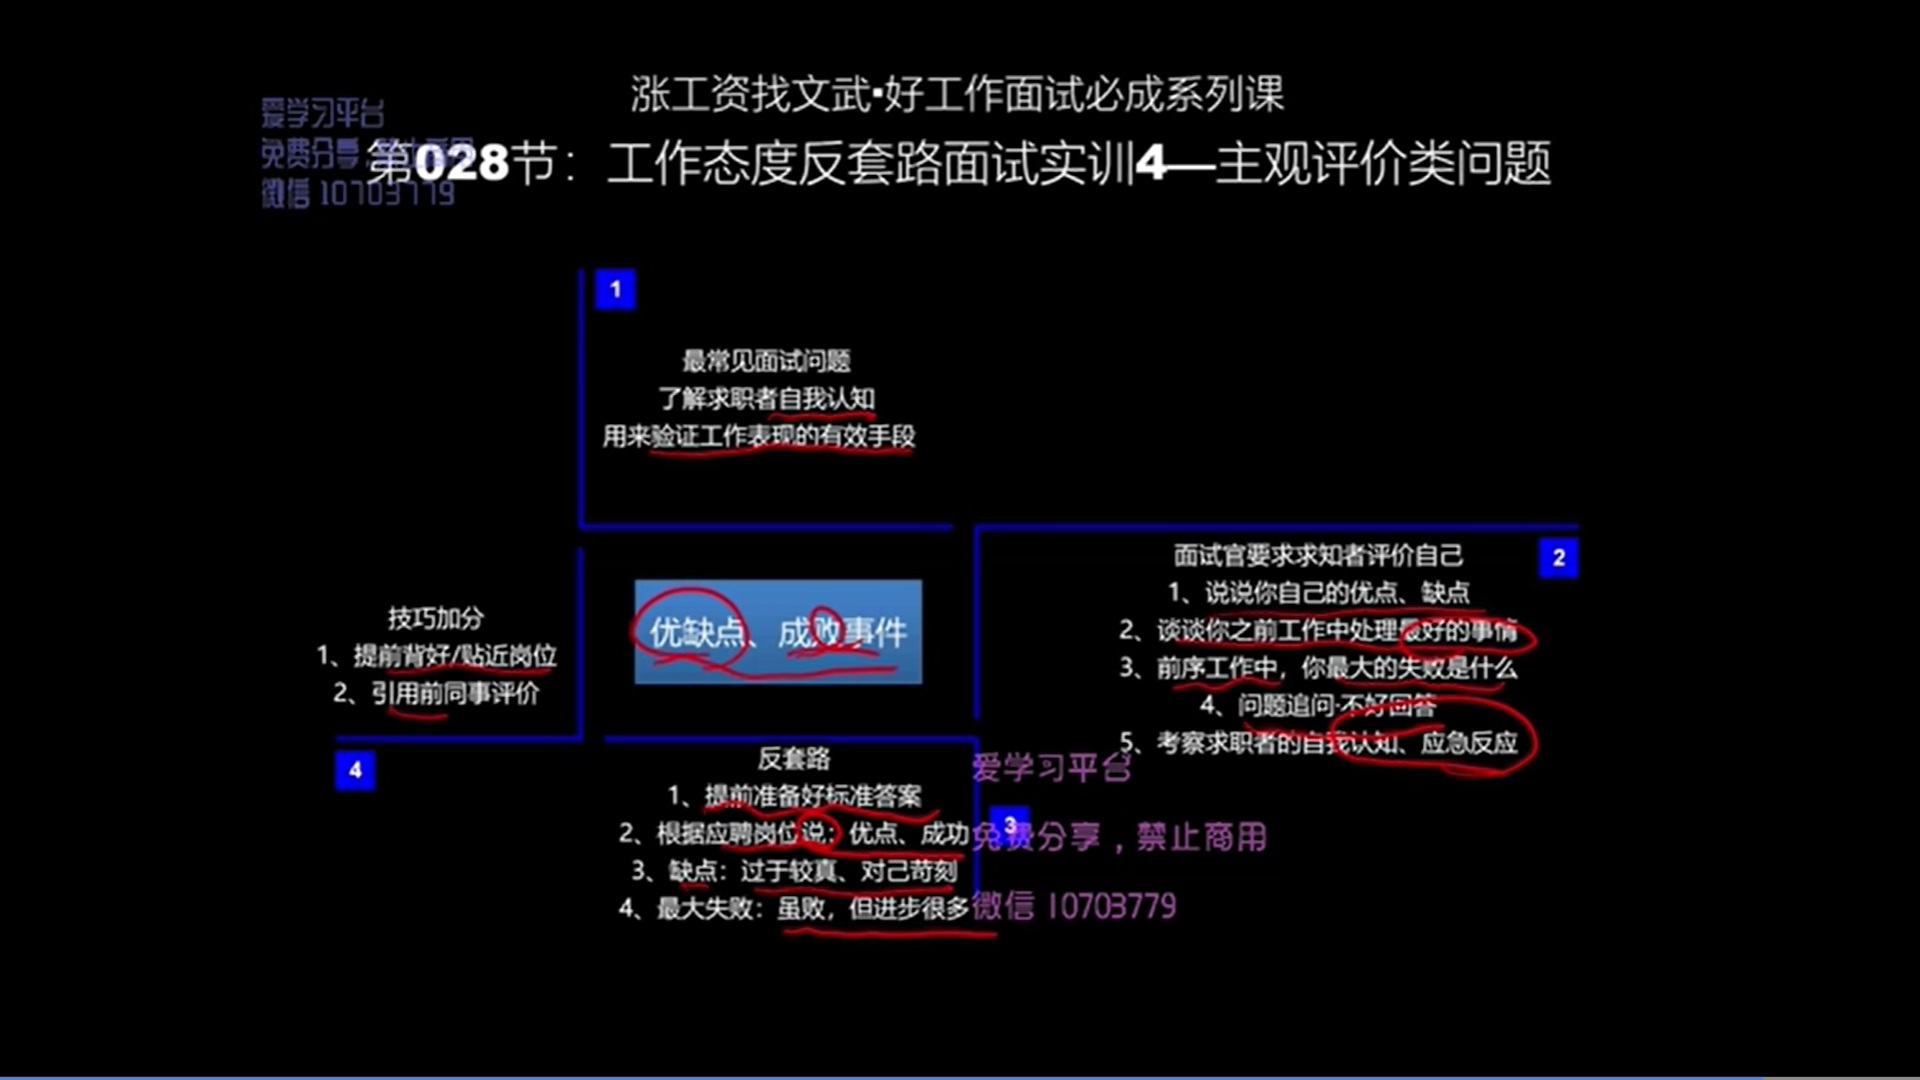 涨工资找文武·好工作面试必成系列课
爱学习平台
免费分享
第028节：工作态度反套路面试实训4—主观评价类问题
微信 10703779
1
最常见面试问题
了解求职者自我认知
用来验证工作表现的有效手段
2
面试官要求求知者评价自己
1、说说你自己的优点、缺点
2、谈谈你之前工作中处理最好的事情
3、前序工作中，你最大的失败是什么
4、问题追问-不好回答
5、考察求职者的自我认知、应急反应
优缺点、成败事件
技巧加分
1、提前背好/贴近岗位
2、引用前同事评价
4
反套路
1、提前准备好标准答案
2、根据应聘岗位说：优点、成功
3、缺点：过于较真、对己苛刻
4、最大失败：虽败，但进步很多
3
爱学习平台
免费分享，禁止商用
微信 10703779